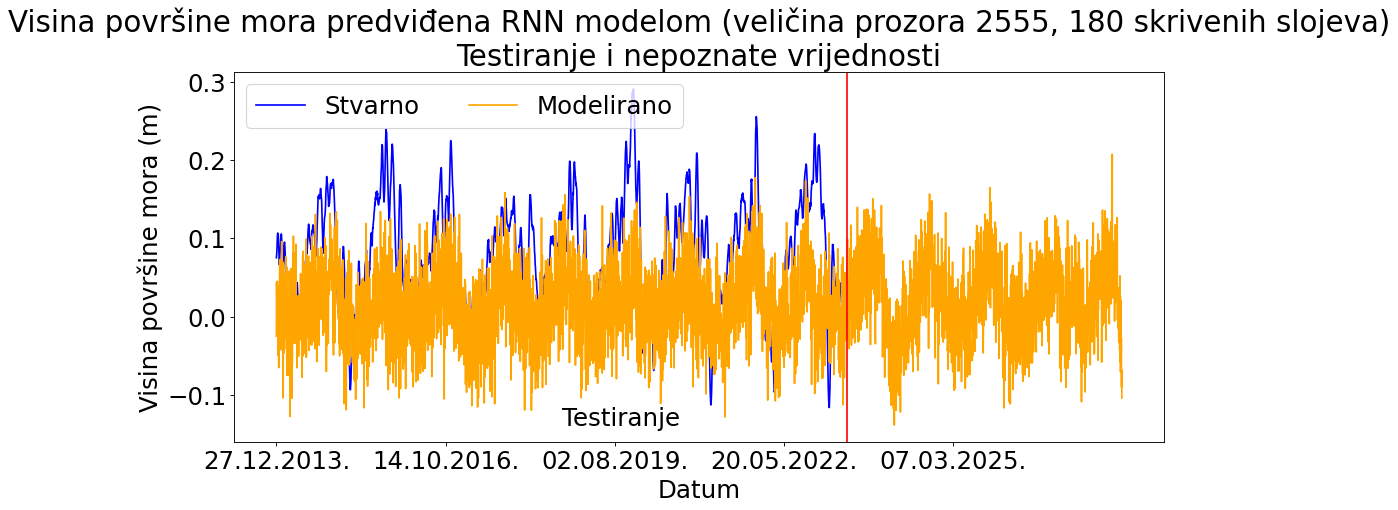 Visina površine mora predviđena RNN modelom (veličina prozora 2555, 180 skrivenih slojeva)
Testiranje i nepoznate vrijednosti
Stvarno
Modelirano
Visina površine mora (m)
0.3
0.2
0.1
0.0
−0.1
Testiranje
27.12.2013.
14.10.2016.
02.08.2019.
20.05.2022.
07.03.2025.
Datum